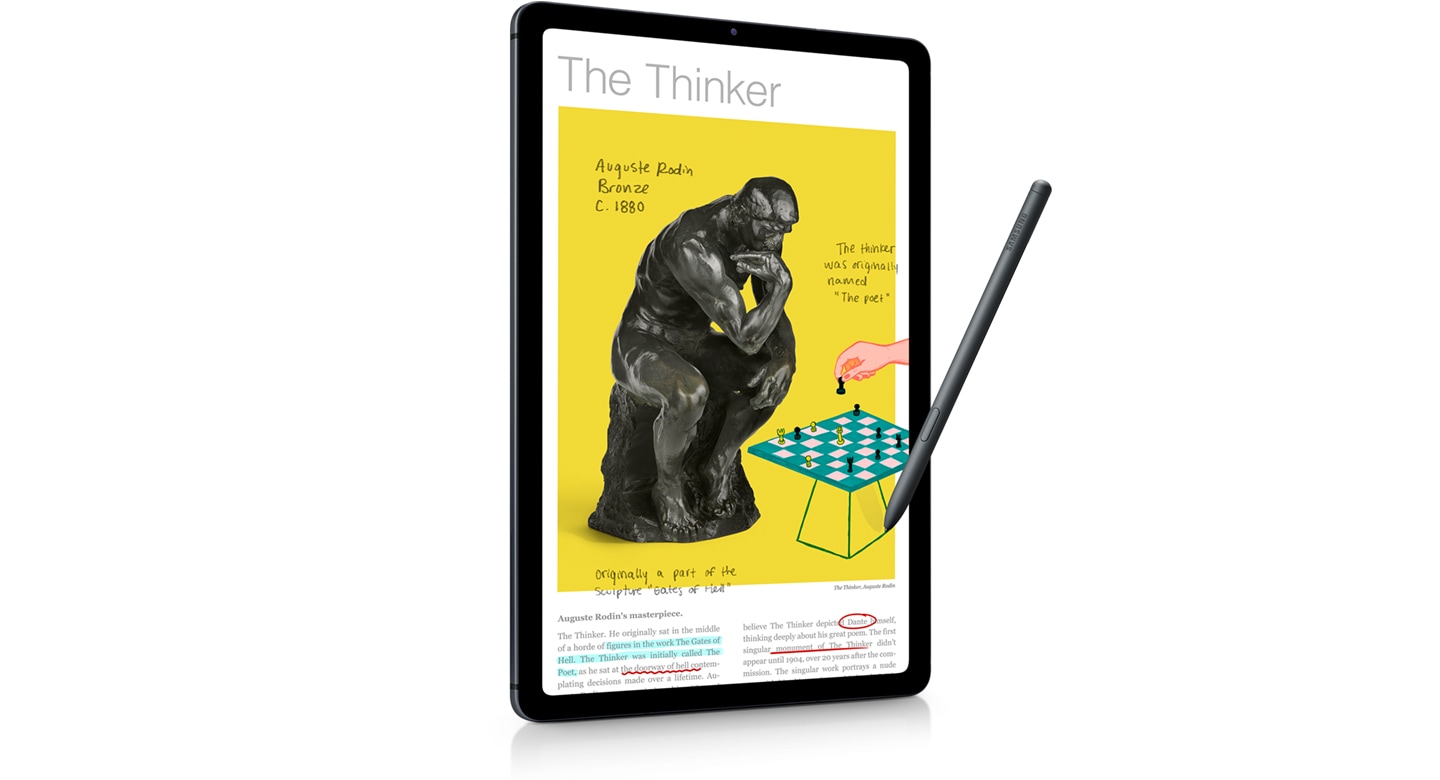 The Thinker
Auguste Rodin
Bronze
C. 1880
The thinker
was originally
named
"The poet"
SAMSUNG
Originally a part of the
Sculpture "Gates of Hell"
The Thinker, Auguste Rodin
Auguste Rodin's masterpiece.
The Thinker. He originally sat in the middle
of a horde of figures in the work The Gates of
Hell. The Thinker was initially called The
Poet, as he sat at the doorway of hell contem-
plating decisions made over a lifetime. Au-
believe The Thinker depicted Dante himself,
thinking deeply about his great poem. The first
singular monument of The Thinker didn't
appear until 1904, over 20 years after the com-
mission. The singular work portrays a nude